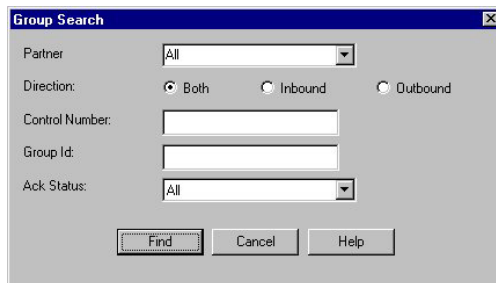 Group Search
Partner All
Direction: Both Inbound Outbound
Control Number:
Group Id:
Ack Status: All
Find Cancel Help